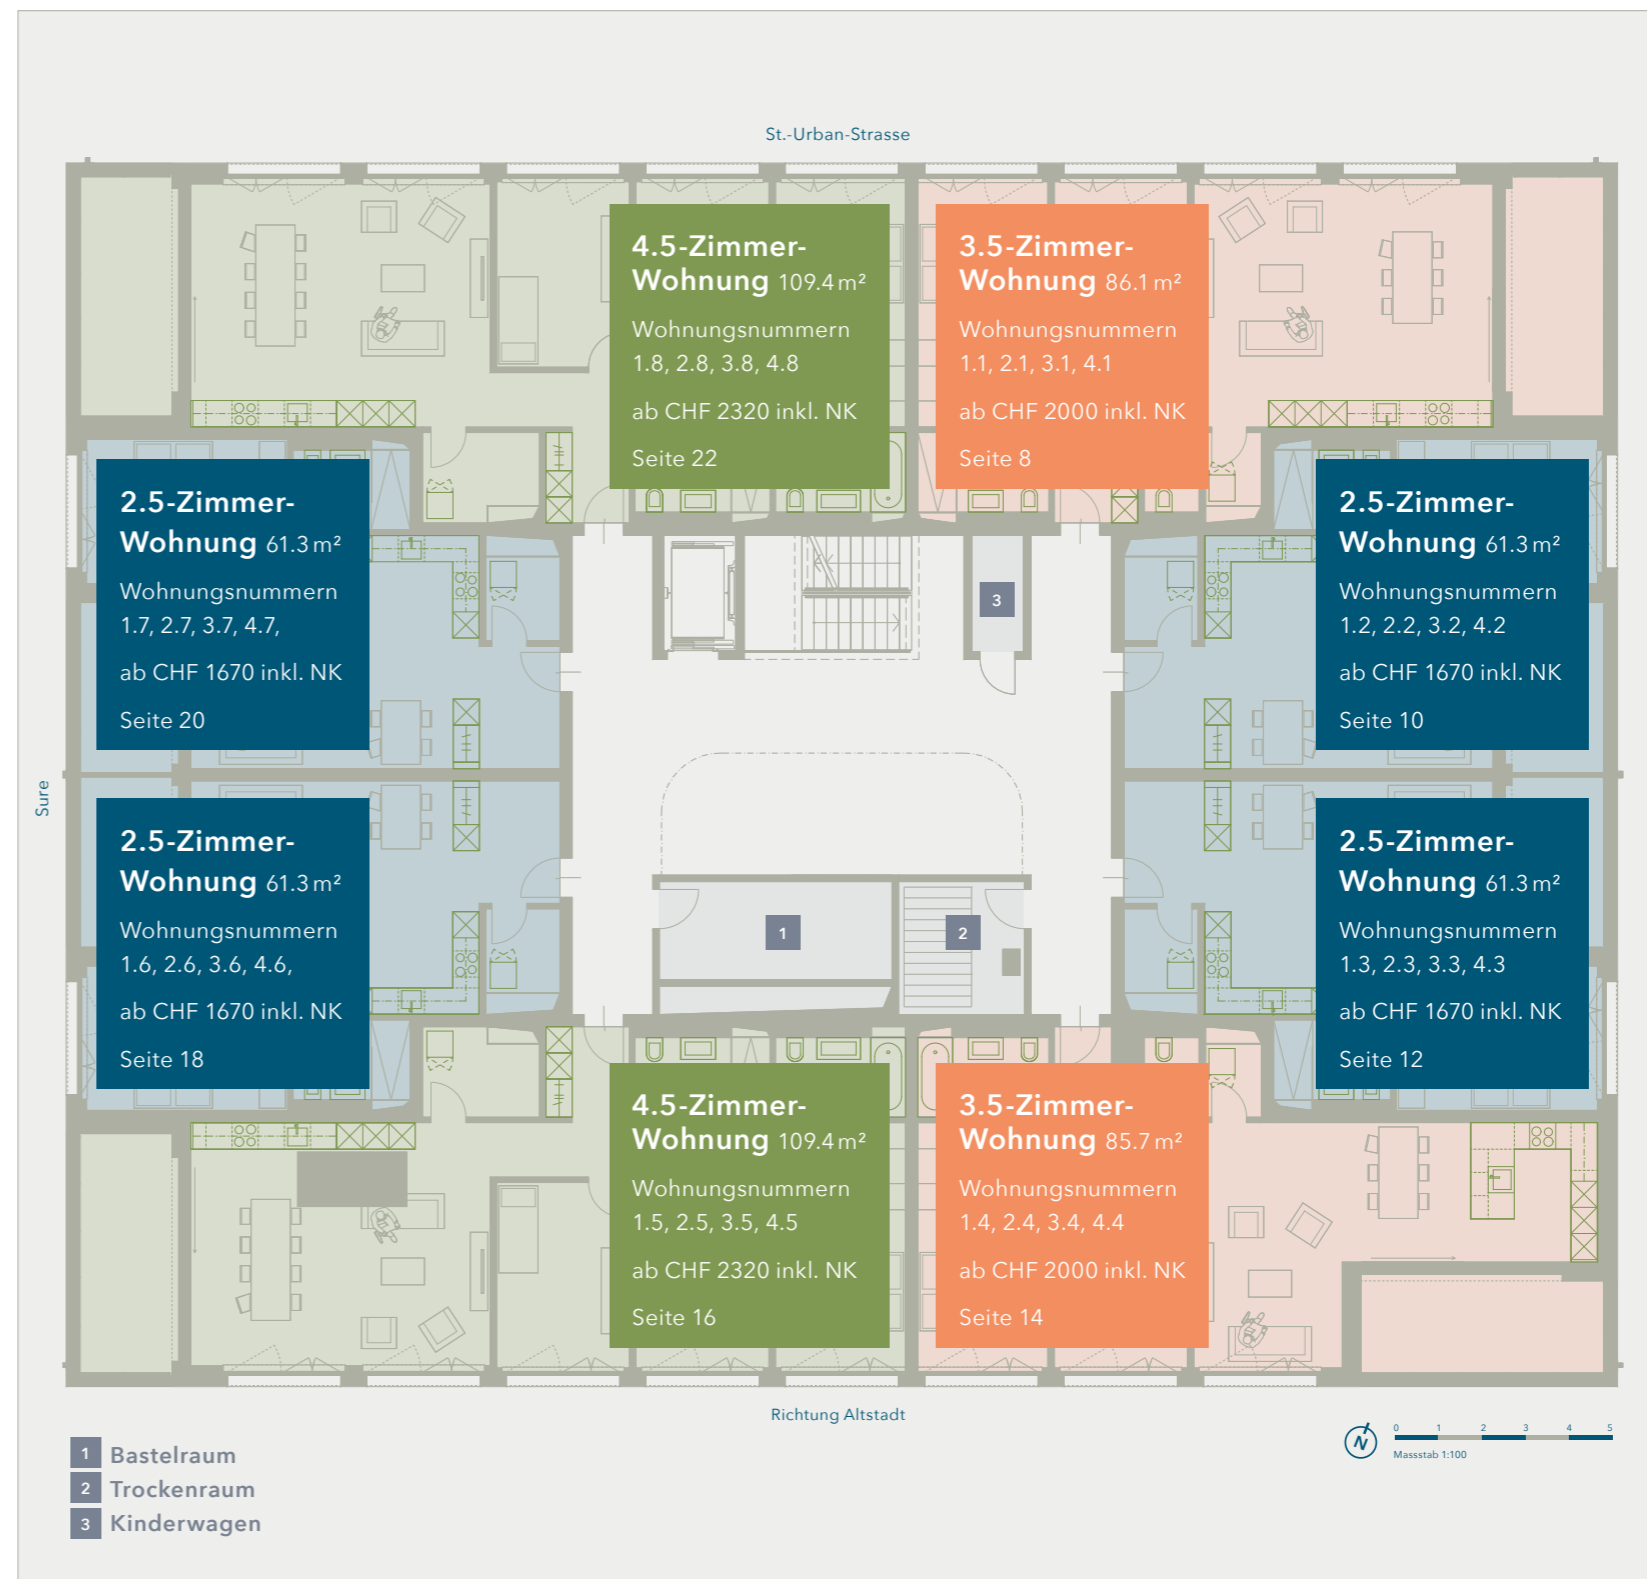 St.-Urban-Strasse
4.5-Zimmer-
Wohnung 109.4 m²
Wohnungsnummern
1.8, 2.8, 3.8, 4.8
ab CHF 2320 inkl. NK
Seite 22
3.5-Zimmer-
Wohnung 86.1 m²
Wohnungsnummern
1.1, 2.1, 3.1, 4.1
ab CHF 2000 inkl. NK
Seite 8
2.5-Zimmer-
Wohnung 61.3 m²
Wohnungsnummern
1.7, 2.7, 3.7, 4.7,
ab CHF 1670 inkl. NK
Seite 20
3
2.5-Zimmer-
Wohnung 61.3 m²
Wohnungsnummern
1.2, 2.2, 3.2, 4.2
ab CHF 1670 inkl. NK
Seite 10
Sure
2.5-Zimmer-
Wohnung 61.3 m²
Wohnungsnummern
1.6, 2.6, 3.6, 4.6,
ab CHF 1670 inkl. NK
Seite 18
1
2
2.5-Zimmer-
Wohnung 61.3 m²
Wohnungsnummern
1.3, 2.3, 3.3, 4.3
ab CHF 1670 inkl. NK
Seite 12
4.5-Zimmer-
Wohnung 109.4 m²
Wohnungsnummern
1.5, 2.5, 3.5, 4.5
ab CHF 2320 inkl. NK
Seite 16
3.5-Zimmer-
Wohnung 85.7 m²
Wohnungsnummern
1.4, 2.4, 3.4, 4.4
ab CHF 2000 inkl. NK
Seite 14
Richtung Altstadt
1 Bastelraum
2 Trockenraum
3 Kinderwagen
N
0 1 2 3 4 5
Massstab 1:100